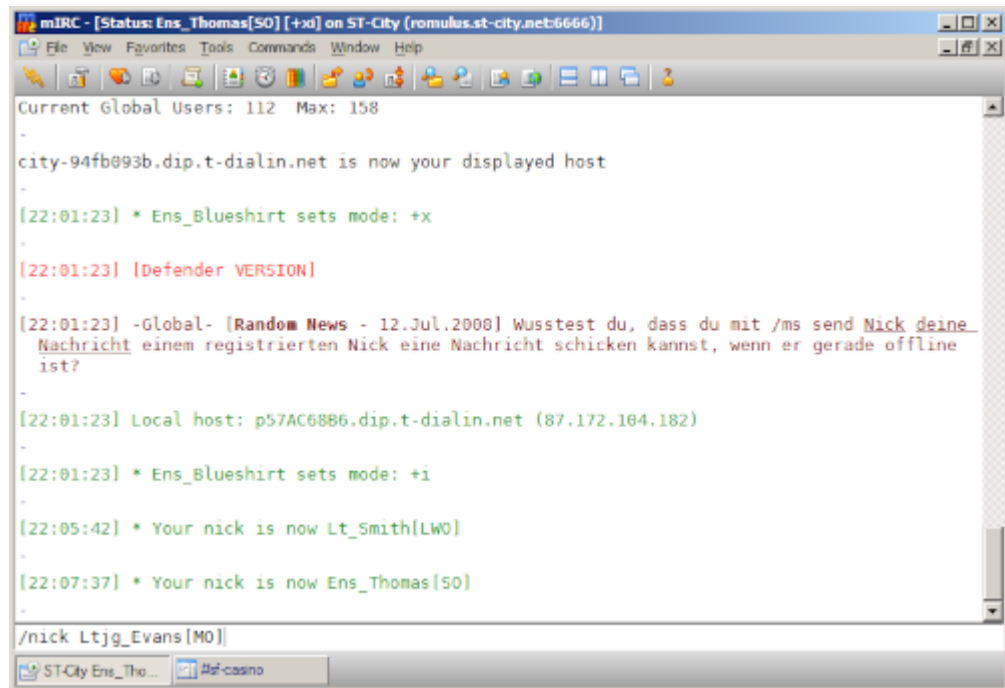 mIRC - [Status: Ens_Thomas[SO] [+xi] on ST-City (romulus.st-city.net:6666)]
File View Favorites Tools Commands Window Help
Current Global Users: 112 Max: 158
-
city-94fb093b.dip.t-dialin.net is now your displayed host
-
[22:01:23] * Ens_Blueshirt sets mode: +x
-
[22:01:23] [Defender VERSION]
-
[22:01:23] -Global- [Random News - 12.Jul.2008] Wusstest du, dass du mit /ms send Nick deine
Nachricht einem registrierten Nick eine Nachricht schicken kannst, wenn er gerade offline
ist?
-
[22:01:23] Local host: p57AC68B6.dip.t-dialin.net (87.172.104.182)
-
[22:01:23] * Ens_Blueshirt sets mode: +i
-
[22:05:42] * Your nick is now Lt_Smith[LWO]
-
[22:07:37] * Your nick is now Ens_Thomas[SO]
-
/nick Ltjg_Evans[MO]
ST-City Ens_Tho... #sf-casino